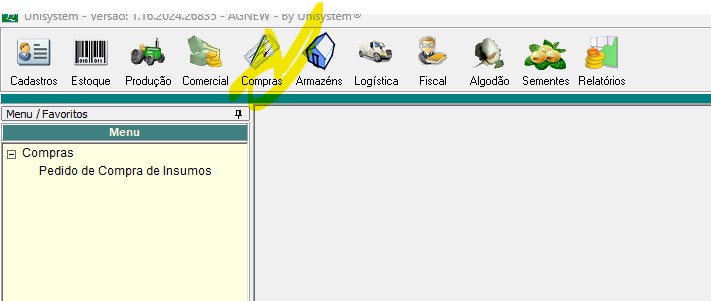 Unisystem - Versão: 1.16.2024.26835 - AGNEW - By Unisystem®
Cadastros Estoque Produção Comercial Compras Armazéns Logística Fiscal Algodão Sementes Relatórios
Menu / Favoritos
Menu
Compras
Pedido de Compra de Insumos